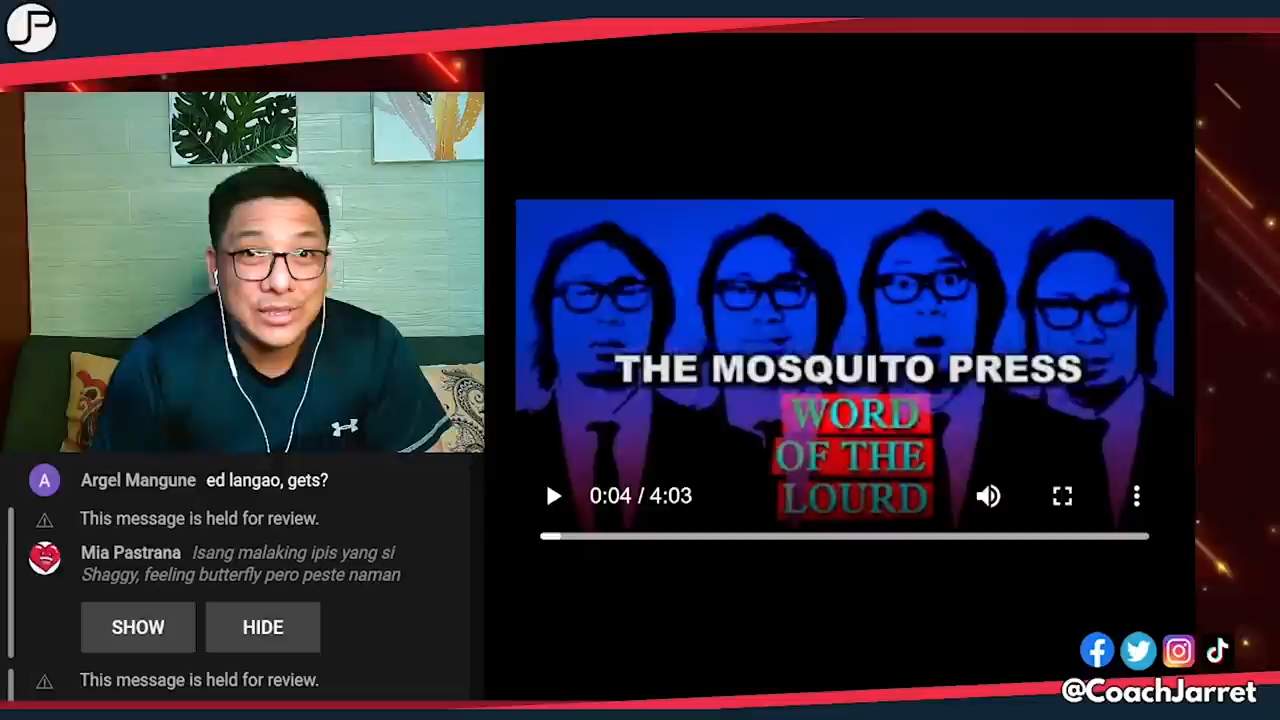 JP
THE MOSQUITO PRESS
WORD
OF THE
LOURD
0:04 / 4:03
A
Argel Mangune ed langao, gets?
This message is held for review.
Mia Pastrana Isang malaking ipis yang si
Shaggy, feeling butterfly pero peste naman
SHOW
HIDE
This message is held for review.
@CoachJarret